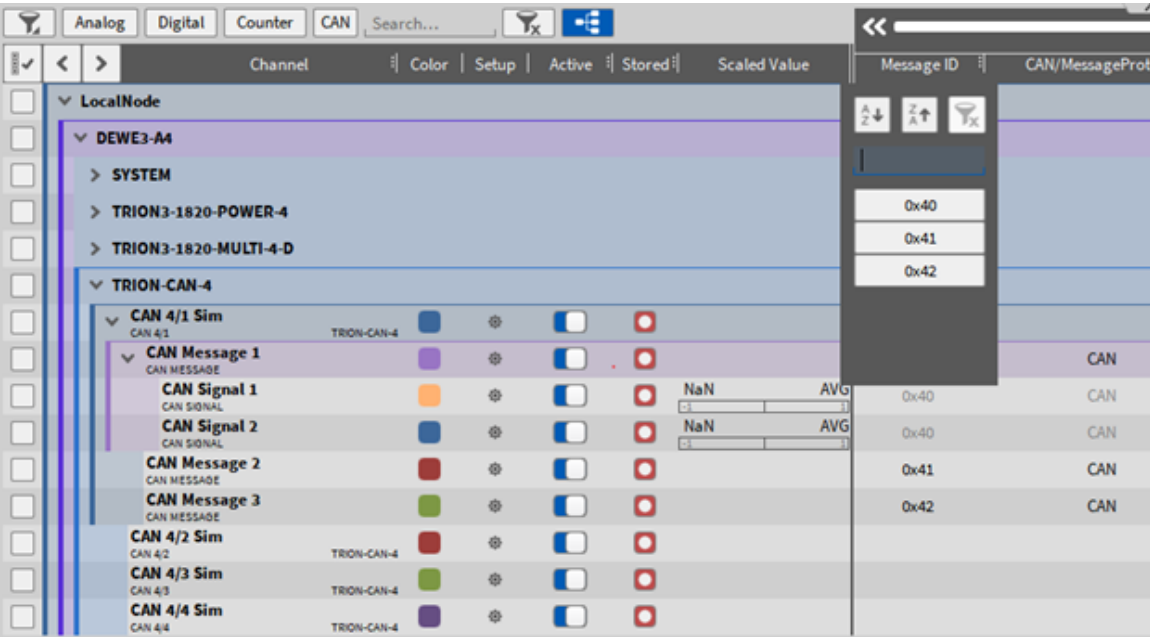 Analog Digital Counter CAN Search...
Channel Color Setup Active Stored Scaled Value Message ID CAN/MessageProt
LocalNode
DEWE3-A4
SYSTEM
TRION3-1820-POWER-4
0x40
TRION3-1820-MULTI-4-D
0x41
0x42
TRION-CAN-4
CAN 4/1 Sim
CAN 4/1 TRION-CAN-4
CAN Message 1 CAN
CAN MESSAGE
CAN Signal 1 NaN AVG 0x40 CAN
CAN SIGNAL -1 1
CAN Signal 2 NaN AVG 0x40 CAN
CAN SIGNAL -1 1
CAN Message 2 0x41 CAN
CAN MESSAGE
CAN Message 3 0x42 CAN
CAN MESSAGE
CAN 4/2 Sim
CAN 4/2 TRION-CAN-4
CAN 4/3 Sim
CAN 4/3 TRION-CAN-4
CAN 4/4 Sim
CAN 4/4 TRION-CAN-4